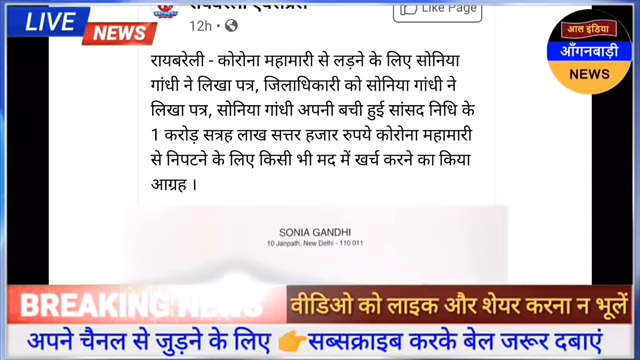 LIVE NEWS
Like Page
आल इंडिया
आँगनबाड़ी
NEWS
12h
रायबरेली - कोरोना महामारी से लड़ने के लिए सोनिया
गांधी ने लिखा पत्र, जिलाधिकारी को सोनिया गांधी ने
लिखा पत्र, सोनिया गांधी अपनी बची हुई सांसद निधि के
1 करोड़ सत्रह लाख सत्तर हजार रुपये कोरोना महामारी
से निपटने के लिए किसी भी मद में खर्च करने का किया
आग्रह ।
SONIA GANDHI
10 Janpath, New Delhi - 110 011
BREAKING NEWS
वीडिओ को लाइक और शेयर करना न भूलें
अपने चैनल से जुड़ने के लिए 👉सब्सक्राइब करके बेल जरूर दबाएं